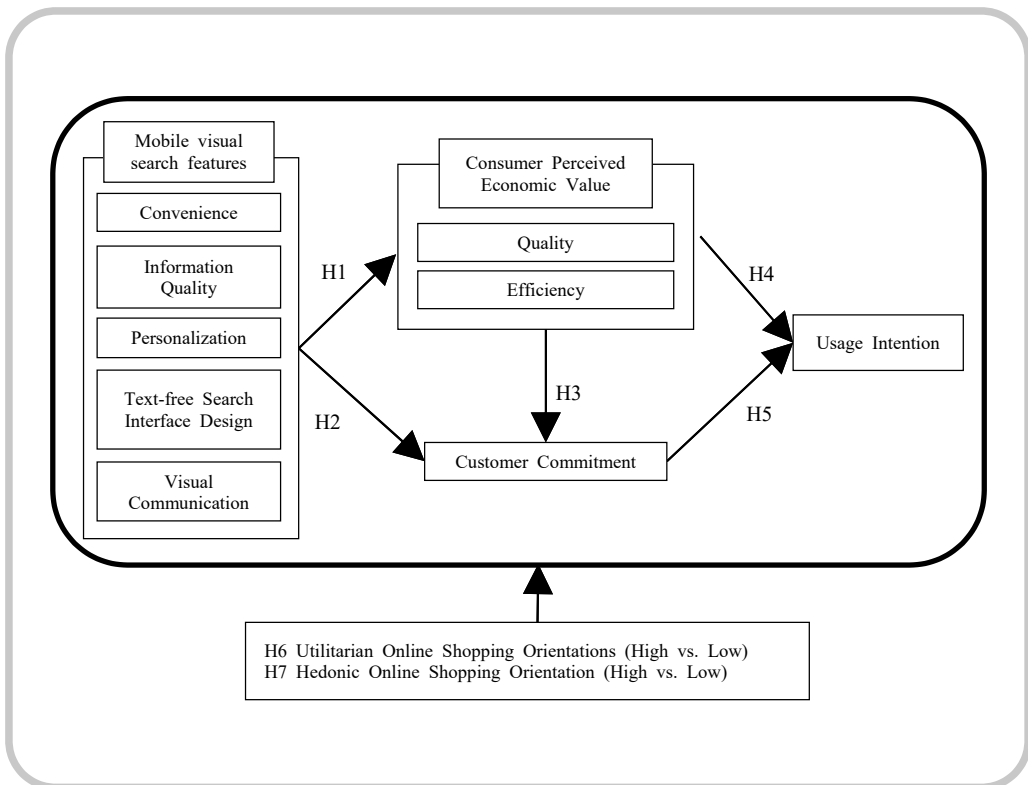 Mobile visual
search features
Convenience
Information
Quality
Personalization
Text-free Search
Interface Design
Visual
Communication
H1
H2
Consumer Perceived
Economic Value
Quality
Efficiency
H3
Customer Commitment
H4
H5
Usage Intention
H6 Utilitarian Online Shopping Orientations (High vs. Low)
H7 Hedonic Online Shopping Orientation (High vs. Low)